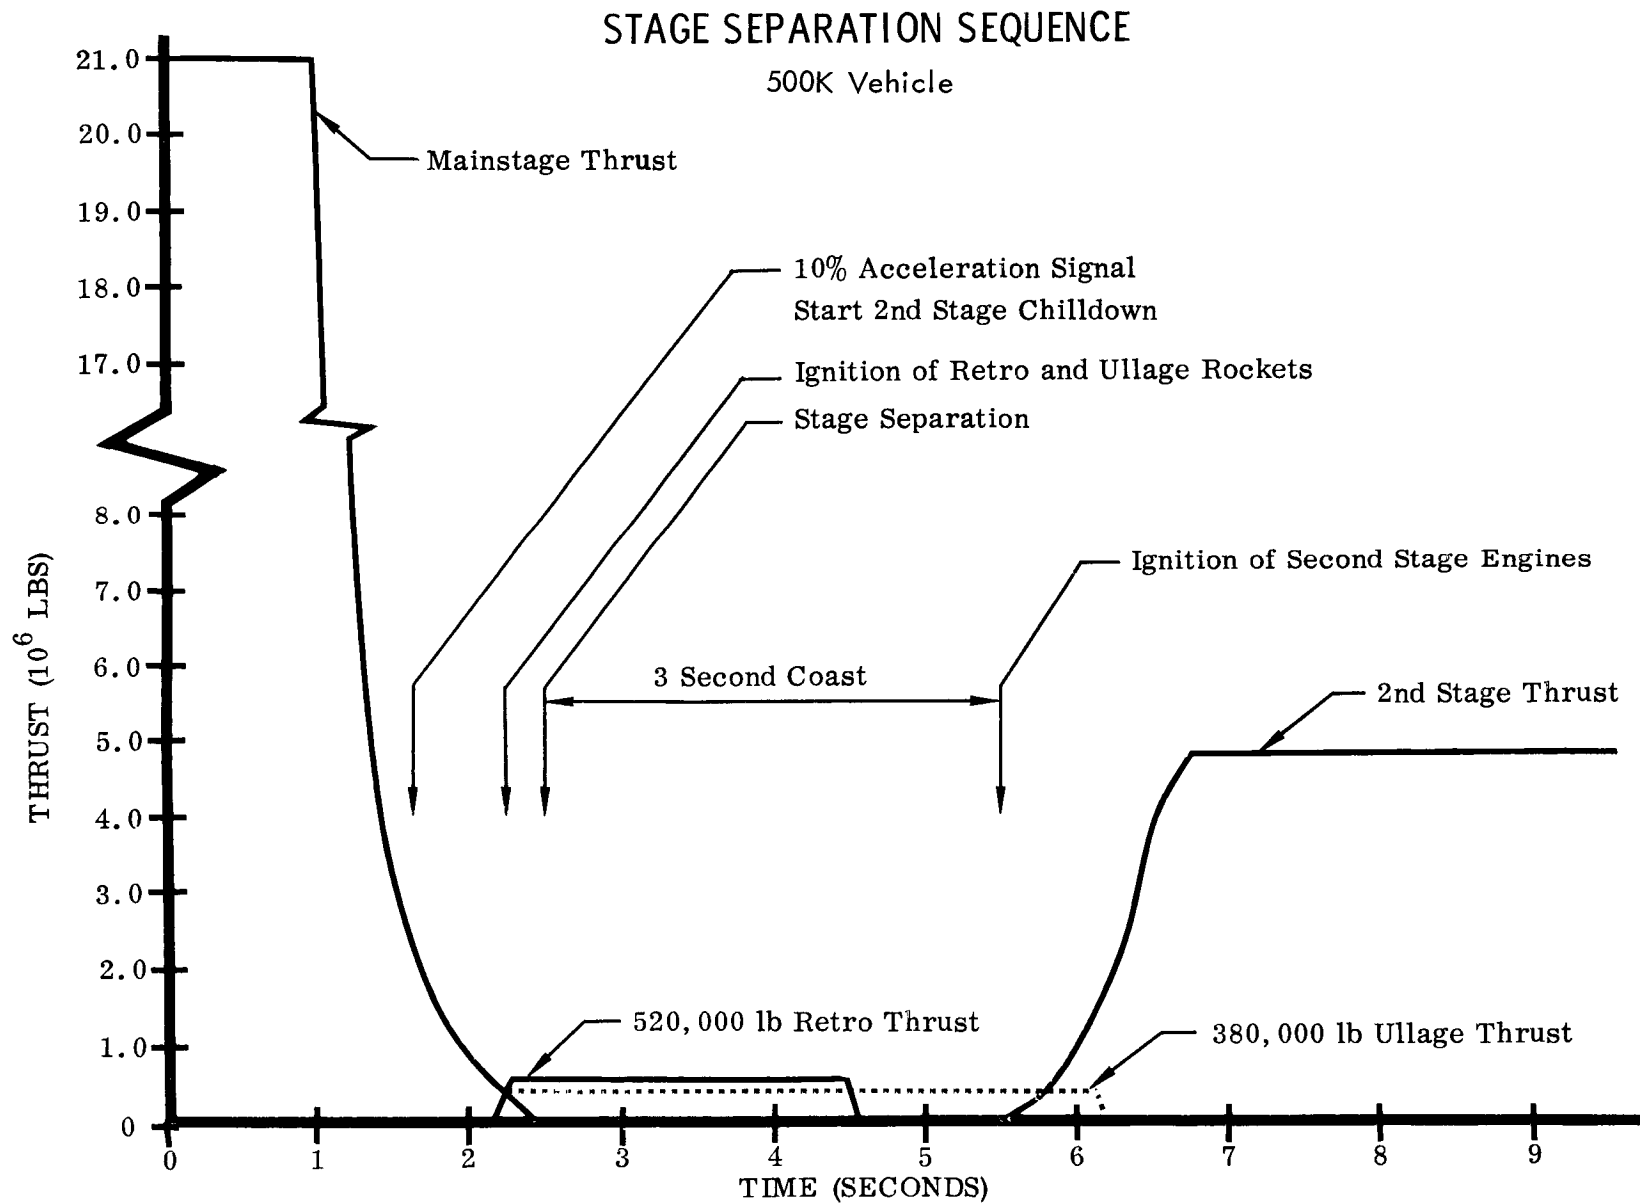 STAGE SEPARATION SEQUENCE
500K Vehicle
21.0
20.0
Mainstage Thrust
19.0
10% Acceleration Signal
18.0
Start 2nd Stage Chilldown
17.0
Ignition of Retro and Ullage Rockets
Stage Separation
8.0
Ignition of Second Stage Engines
7.0
6.0
3 Second Coast
2nd Stage Thrust
THRUST (10⁶ LBS)
5.0
4.0
3.0
2.0
520,000 lb Retro Thrust
380,000 lb Ullage Thrust
1.0
0
0 1 2 3 4 5 6 7 8 9
TIME (SECONDS)